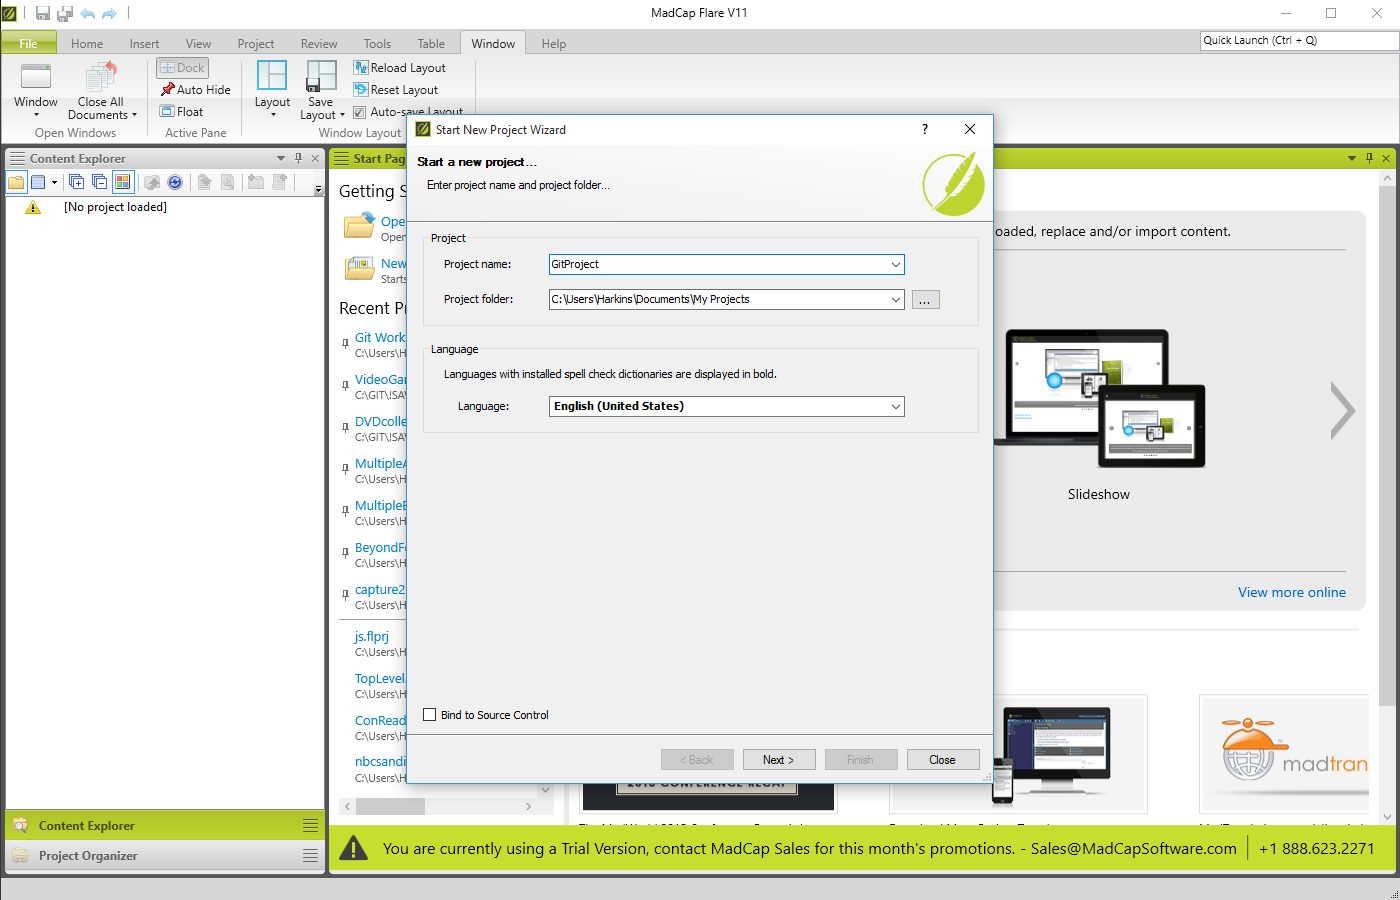 MadCap Flare V11
File Home Insert View Project Review Tools Table Window Help
Quick Launch (Ctrl + Q)
Window
Close All
Documents
Open Windows
Dock
Auto Hide
Float
Active Pane
Layout
Save
Layout
Reload Layout
Reset Layout
Auto-save Layout
Window Layout
Content Explorer
[No project loaded]
Content Explorer
Project Organizer
Start Pag
Getting S
Ope
Open
New
Starts
Recent Pr
Git Work
C:\Users\H
VideoGar
C:\GIT\!SA
DVDcolle
C:\GIT\!SA
MultipleA
C:\Users\H
MultipleE
C:\Users\H
BeyondFe
C:\Users\H
capture2
C:\Users\H
js.flprj
C:\Users\H
TopLevel
C:\Users\H
ConRead
C:\Users\H
nbcsandi
C:\Users\H
Start New Project Wizard
?
Start a new project...
Enter project name and project folder...
Project
Project name: GitProject
Project folder: C:\Users\Harkins\Documents\My Projects ...
Language
Languages with installed spell check dictionaries are displayed in bold.
Language: English (United States)
Bind to Source Control
< Back Next > Finish Close
oaded, replace and/or import content.
Slideshow
View more online
madtran
You are currently using a Trial Version, contact MadCap Sales for this month's promotions. - Sales@MadCapSoftware.com +1 888.623.2271